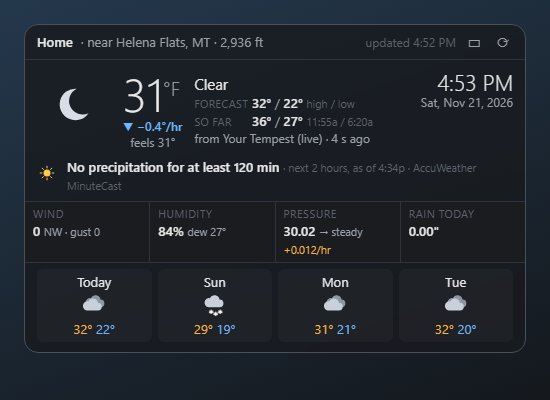 Home · near Helena Flats, MT · 2,936 ft updated 4:52 PM
31°F
▼ −0.4°/hr
feels 31°
Clear
FORECAST 32° / 22° high / low
SO FAR 36° / 27° 11:55a / 6:20a
from Your Tempest (live) · 4 s ago
4:53 PM
Sat, Nov 21, 2026
No precipitation for at least 120 min · next 2 hours, as of 4:34p · AccuWeather
MinuteCast
WIND
0 NW · gust 0
HUMIDITY
84% dew 27°
PRESSURE
30.02 → steady
+0.012/hr
RAIN TODAY
0.00"
Today
32° 22°
Sun
29° 19°
Mon
31° 21°
Tue
32° 20°